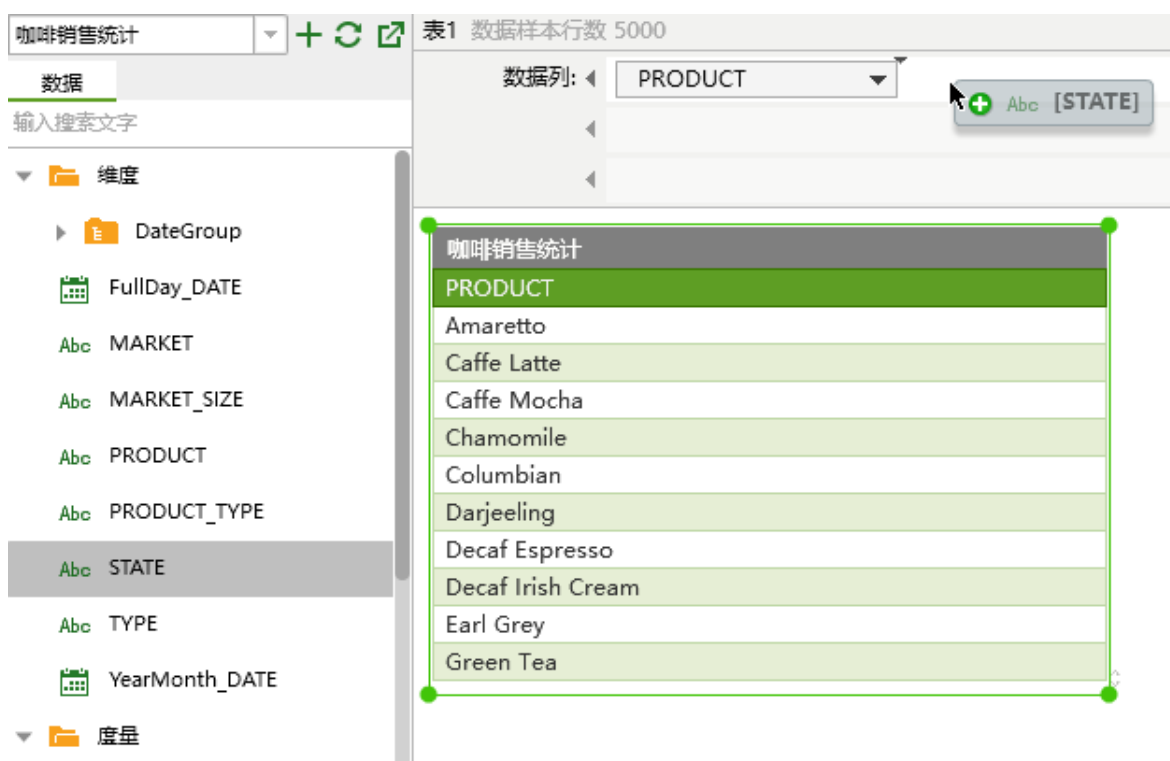 咖啡销售统计
数据
输入搜索文字
维度
DateGroup
FullDay_DATE
Abc MARKET
Abc MARKET_SIZE
Abc PRODUCT
Abc PRODUCT_TYPE
Abc STATE
Abc TYPE
YearMonth_DATE
度量
表1 数据样本行数 5000
数据列: PRODUCT
Abc [STATE]
咖啡销售统计
PRODUCT
Amaretto
Caffe Latte
Caffe Mocha
Chamomile
Columbian
Darjeeling
Decaf Espresso
Decaf Irish Cream
Earl Grey
Green Tea